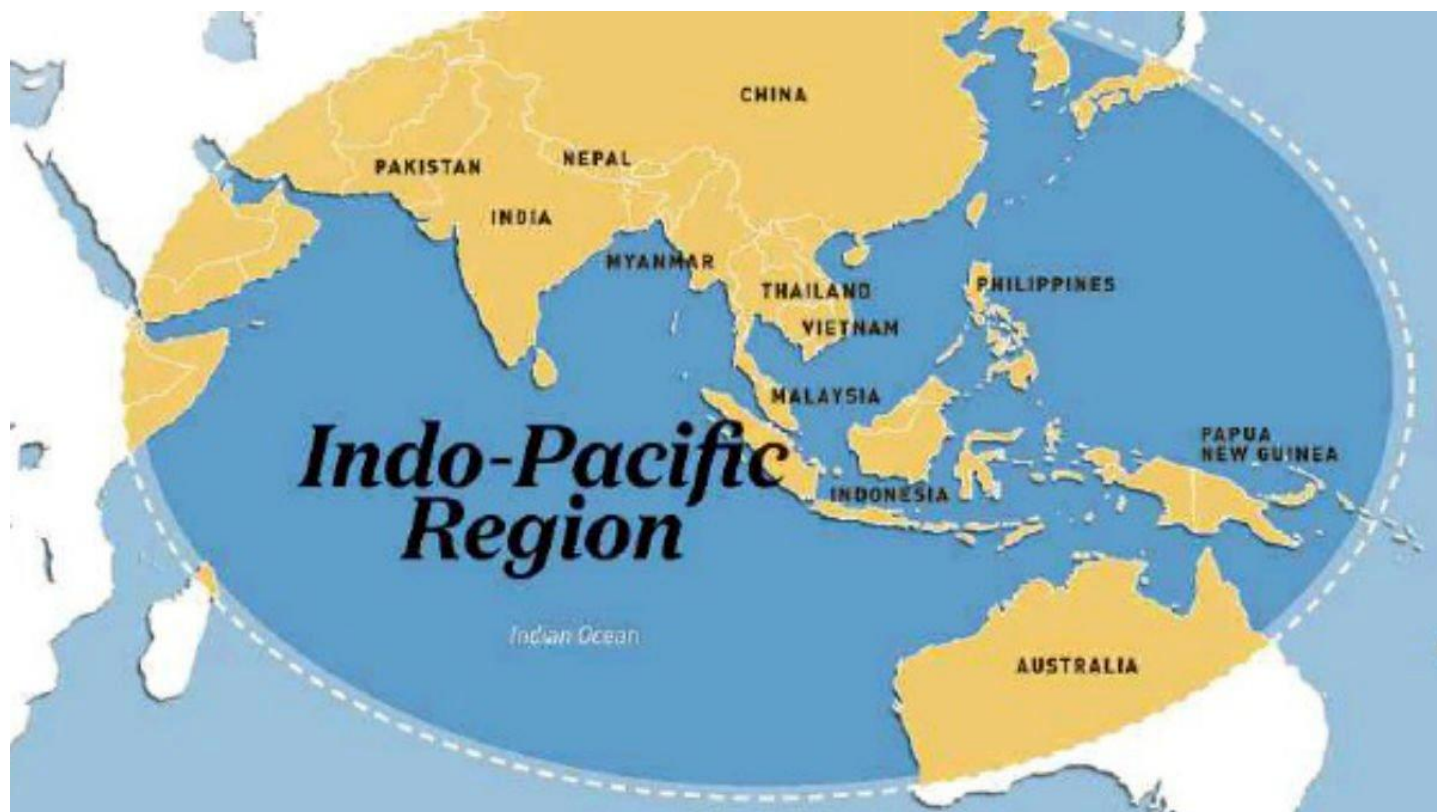 CHINA
PAKISTAN
NEPAL
INDIA
MYANMAR
THAILAND
PHILIPPINES
VIETNAM
MALAYSIA
Indo-Pacific
Region
PAPUA
NEW GUINEA
INDONESIA
Indian Ocean
AUSTRALIA